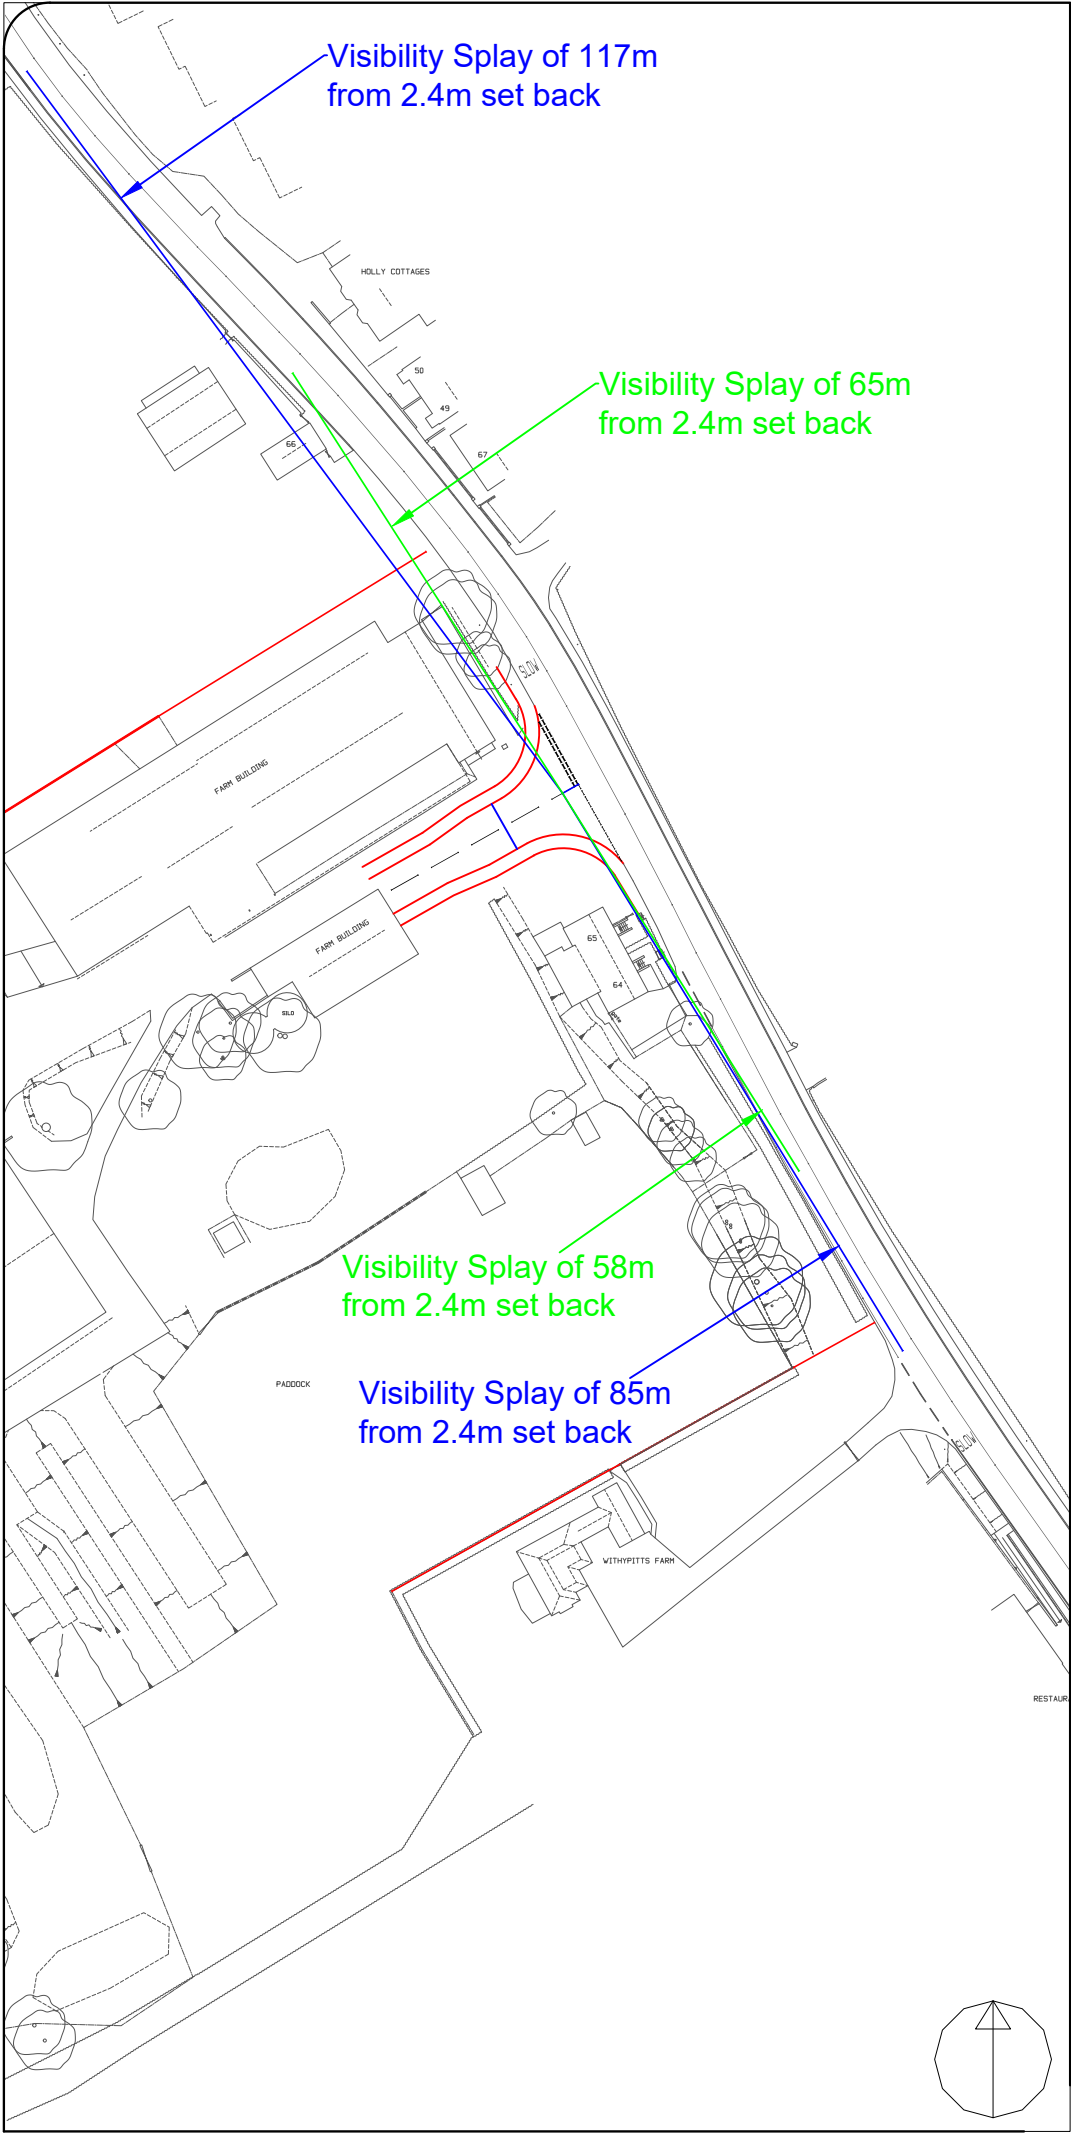 Visibility Splay of 117m
from 2.4m set back
HOLLY COTTAGES
50
Visibility Splay of 65m
from 2.4m set back
49
66
67
SLOW
FARM BUILDING
FARM BUILDING
65
64
SILO
Visibility Splay of 58m
from 2.4m set back
PADDOCK
Visibility Splay of 85m
from 2.4m set back
SLOW
WITHYPITTS FARM
RESTAURA